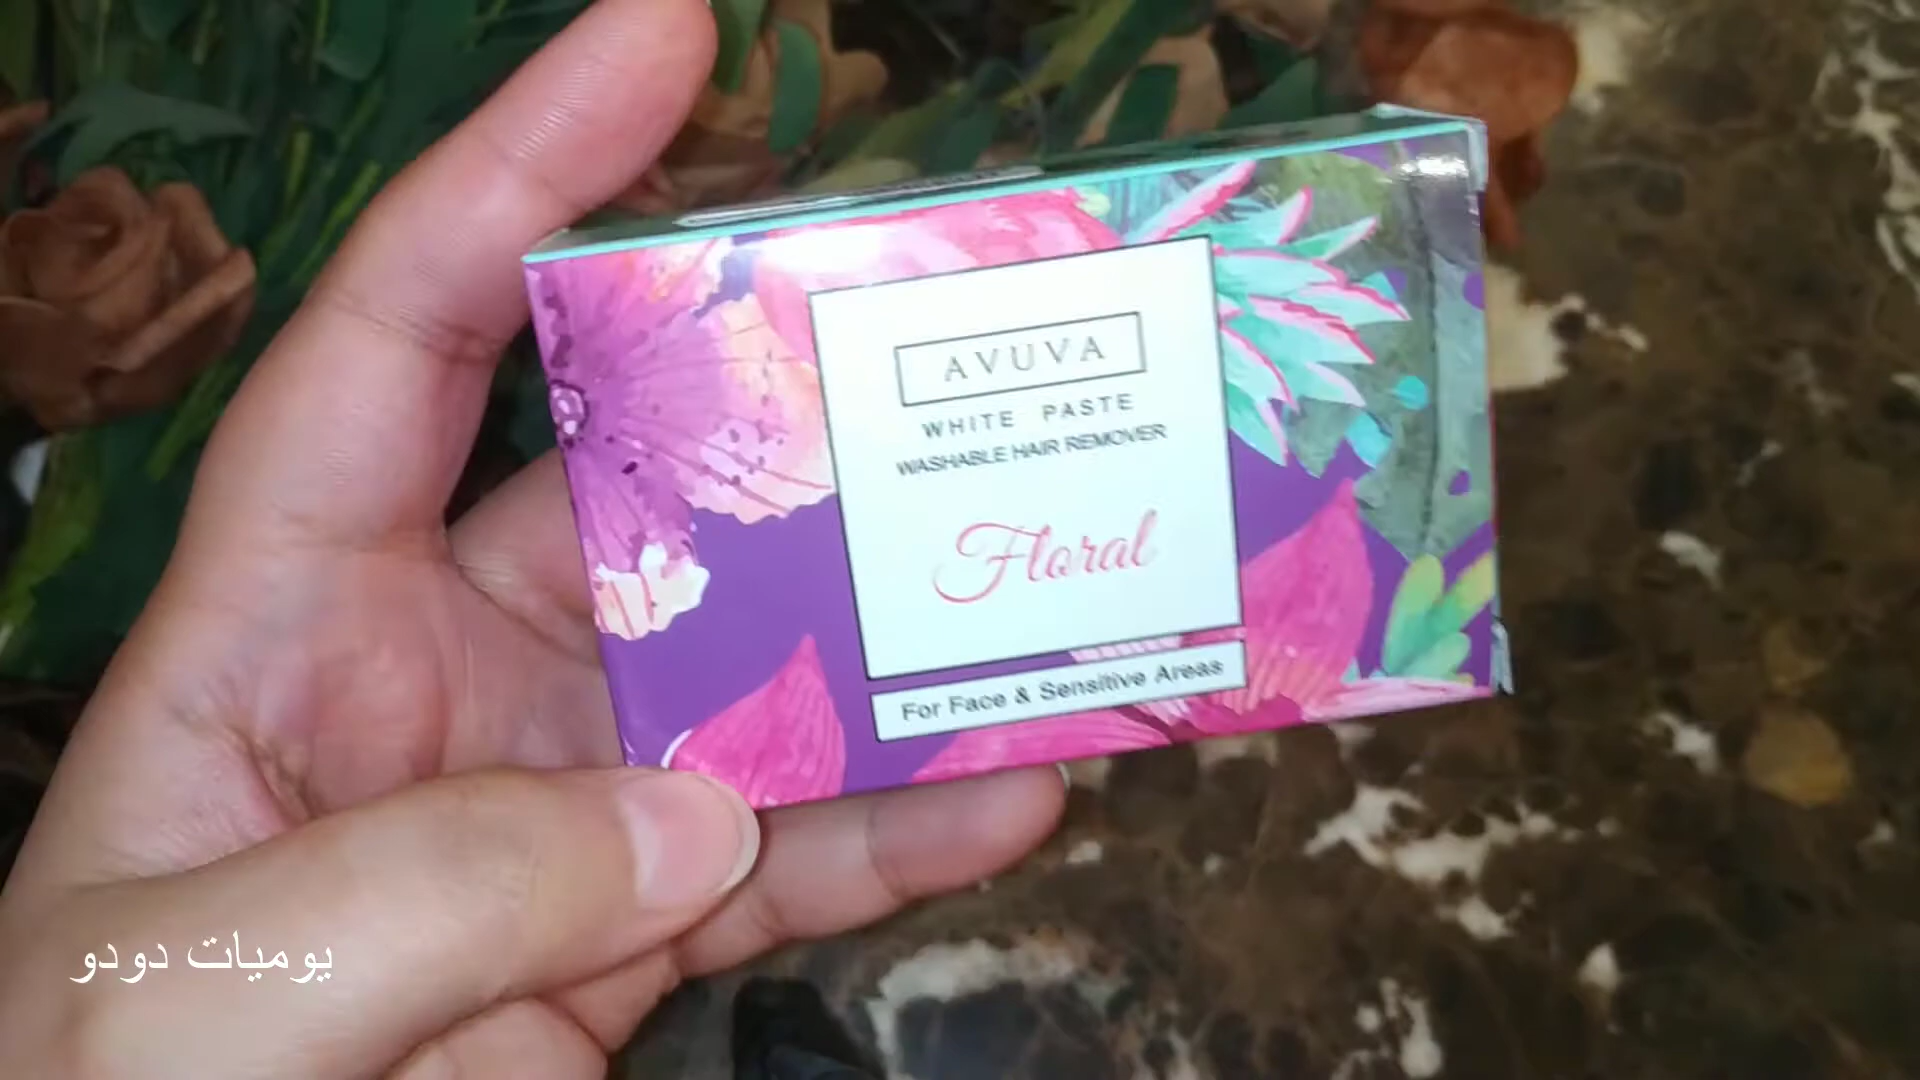 AVUVA
WHITE PASTE
WASHABLE HAIR REMOVER
Floral
For Face & Sensitive Areas
يوميات دودو